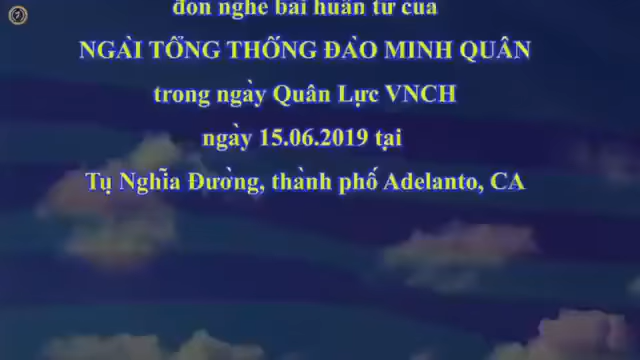 đón nghe bài huấn từ của
NGÀI TỔNG THỐNG ĐÀO MINH QUÂN
trong ngày Quân Lực VNCH
ngày 15.06.2019 tại
Tụ Nghĩa Đường, thành phố Adelanto, CA